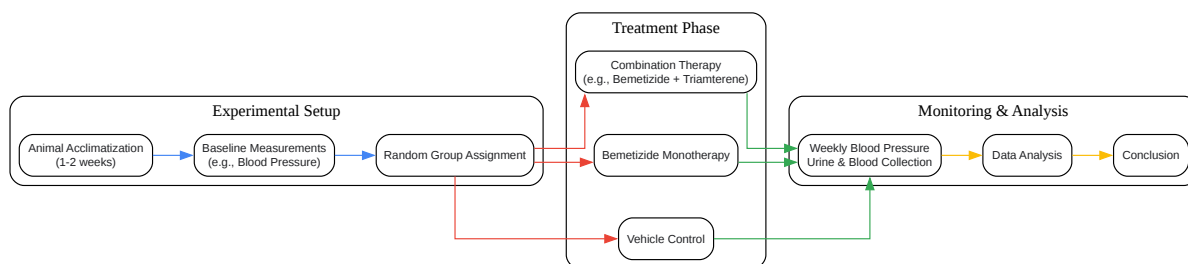 Experimental Setup
Animal Acclimatization
(1-2 weeks)
Baseline Measurements
(e.g., Blood Pressure)
Random Group Assignment
Treatment Phase
Combination Therapy
(e.g., Bemetizide + Triamterene)
Bemetizide Monotherapy
Vehicle Control
Monitoring & Analysis
Weekly Blood Pressure
Urine & Blood Collection
Data Analysis
Conclusion